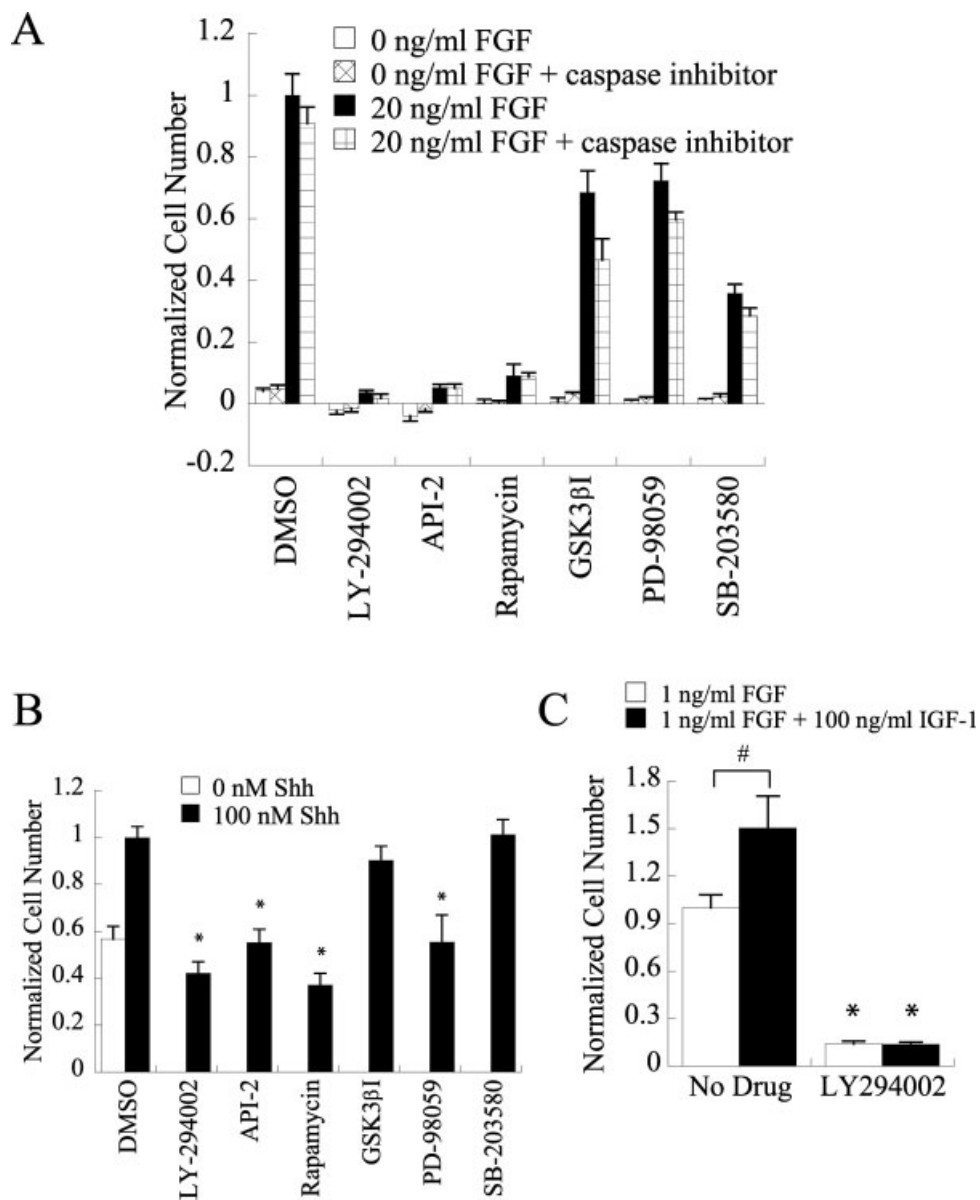 A
1.2
1
0.8
0.6
0.4
0.2
0
-0.2
Normalized Cell Number
0 ng/ml FGF
0 ng/ml FGF + caspase inhibitor
20 ng/ml FGF
20 ng/ml FGF + caspase inhibitor
DMSO
LY-294002
API-2
Rapamycin
GSK3βI
PD-98059
SB-203580
B
1.2
1
0.8
0.6
0.4
0.2
0
Normalized Cell Number
0 nM Shh
100 nM Shh
*
*
*
*
DMSO
LY-294002
API-2
Rapamycin
GSK3βI
PD-98059
SB-203580
C
1 ng/ml FGF
1 ng/ml FGF + 100 ng/ml IGF-1
1.8
1.5
1.2
0.9
0.6
0.3
0
Normalized Cell Number
#
* *
No Drug LY294002